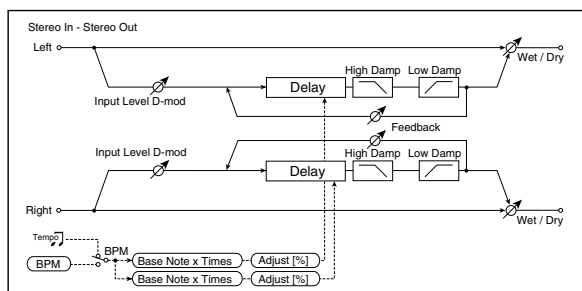 Stereo In - Stereo Out
Left
Wet / Dry
High Damp
Low Damp
Delay
Input Level D-mod
Feedback
Input Level D-mod
High Damp
Low Damp
Delay
Right
Wet / Dry
Tempo
BPM
BPM
Base Note x Times
Adjust [%]
Base Note x Times
Adjust [%]